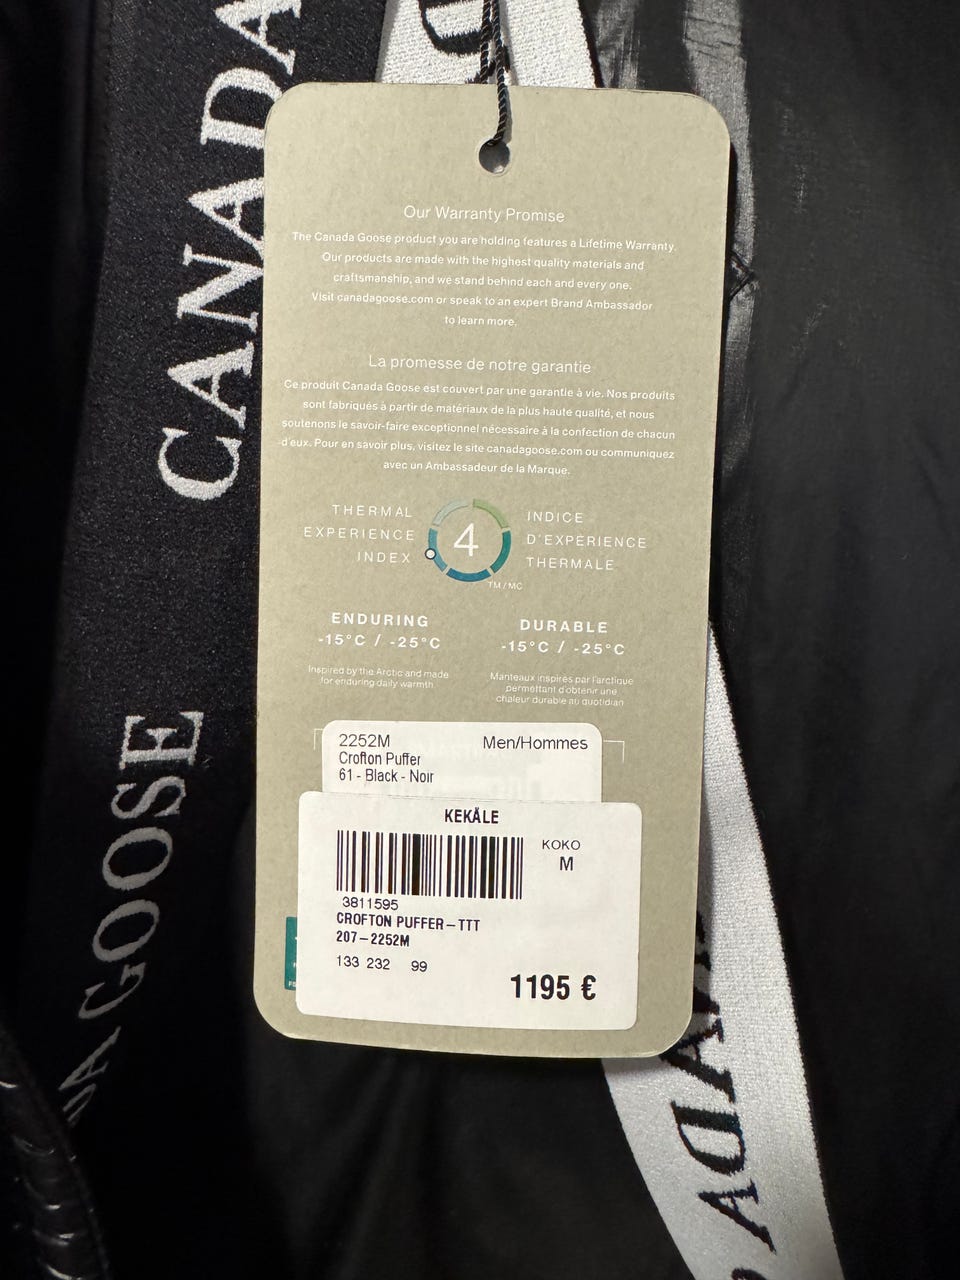 CANADA
CANADA GOOSE
Our Warranty Promise
The Canada Goose product you are holding features a Lifetime Warranty.
Our products are made with the highest quality materials and
craftsmanship, and we stand behind each and every one.
Visit canadagoose.com or speak to an expert Brand Ambassador
to learn more.
La promesse de notre garantie
Ce produit Canada Goose est couvert par une garantie à vie. Nos produits
sont fabriqués à partir de matériaux de la plus haute qualité, et nous
soutenons le savoir-faire exceptionnel nécessaire à la confection de chacun
d'eux. Pour en savoir plus, visitez le site canadagoose.com ou communiquez
avec un Ambassadeur de la Marque.
THERMAL
EXPERIENCE
INDEX
4
TM/MC
INDICE
D'EXPÉRIENCE
THERMALE
ENDURING
-15°C / -25°C
Inspired by the Arctic and made
for enduring daily warmth
DURABLE
-15°C / -25°C
Manteaux inspirés par l'arctique
permettant d'obtenir une
chaleur durable au quotidian
2252M Men/Hommes
Crofton Puffer
61 - Black - Noir
KEKÄLE
KOKO
M
3811595
CROFTON PUFFER-TTT
207-2252M
133 232 99
1195 €